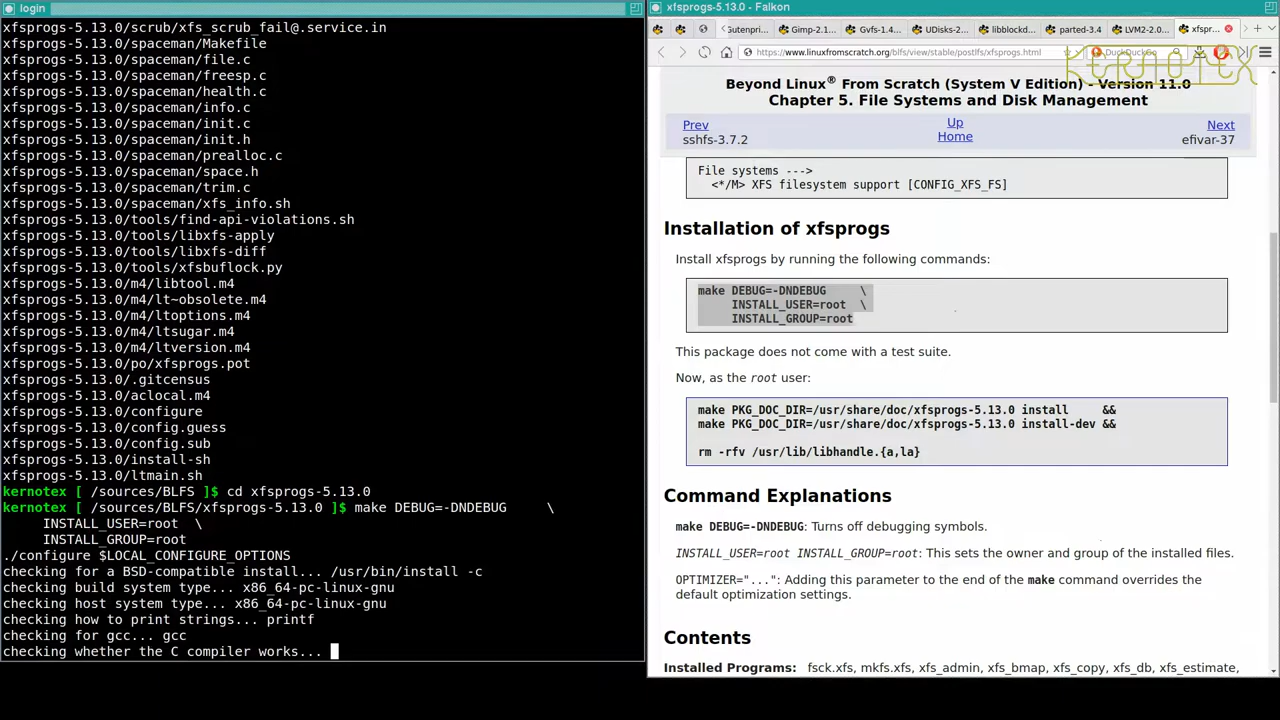 login
xfsprogs-5.13.0/scrub/xfs_scrub_fail@.service.in
xfsprogs-5.13.0/spaceman/Makefile
xfsprogs-5.13.0/spaceman/file.c
xfsprogs-5.13.0/spaceman/freesp.c
xfsprogs-5.13.0/spaceman/health.c
xfsprogs-5.13.0/spaceman/info.c
xfsprogs-5.13.0/spaceman/init.c
xfsprogs-5.13.0/spaceman/init.h
xfsprogs-5.13.0/spaceman/prealloc.c
xfsprogs-5.13.0/spaceman/space.h
xfsprogs-5.13.0/spaceman/trim.c
xfsprogs-5.13.0/spaceman/xfs_info.sh
xfsprogs-5.13.0/tools/find-api-violations.sh
xfsprogs-5.13.0/tools/libxfs-apply
xfsprogs-5.13.0/tools/libxfs-diff
xfsprogs-5.13.0/tools/xfsbuflock.py
xfsprogs-5.13.0/m4/libtool.m4
xfsprogs-5.13.0/m4/lt~obsolete.m4
xfsprogs-5.13.0/m4/ltoptions.m4
xfsprogs-5.13.0/m4/ltsugar.m4
xfsprogs-5.13.0/m4/ltversion.m4
xfsprogs-5.13.0/po/xfsprogs.pot
xfsprogs-5.13.0/.gitcensus
xfsprogs-5.13.0/aclocal.m4
xfsprogs-5.13.0/configure
xfsprogs-5.13.0/config.guess
xfsprogs-5.13.0/config.sub
xfsprogs-5.13.0/install-sh
xfsprogs-5.13.0/ltmain.sh
kernotex [ /sources/BLFS ]$ cd xfsprogs-5.13.0
kernotex [ /sources/BLFS/xfsprogs-5.13.0 ]$ make DEBUG=-DNDEBUG     \
     INSTALL_USER=root  \
     INSTALL_GROUP=root
./configure $LOCAL_CONFIGURE_OPTIONS
checking for a BSD-compatible install... /usr/bin/install -c
checking build system type... x86_64-pc-linux-gnu
checking host system type... x86_64-pc-linux-gnu
checking how to print strings... printf
checking for gcc... gcc
checking whether the C compiler works...
xfsprogs-5.13.0 - Falkon
Gutenpri... Gimp-2.1... Gvfs-1.4... UDisks-2... libblockd... parted-3.4 LVM2-2.0... xfspr...
https://www.linuxfromscratch.org/blfs/view/stable/postlfs/xfsprogs.html DuckDuckGo
KERNOTEX
Beyond Linux® From Scratch (System V Edition) - Version 11.0
Chapter 5. File Systems and Disk Management
Prev Up Next
sshfs-3.7.2 Home efivar-37
File systems --->
  <*/M> XFS filesystem support [CONFIG_XFS_FS]
Installation of xfsprogs
Install xfsprogs by running the following commands:
make DEBUG=-DNDEBUG     \
     INSTALL_USER=root  \
     INSTALL_GROUP=root
This package does not come with a test suite.
Now, as the root user:
make PKG_DOC_DIR=/usr/share/doc/xfsprogs-5.13.0 install     &&
make PKG_DOC_DIR=/usr/share/doc/xfsprogs-5.13.0 install-dev &&
rm -rfv /usr/lib/libhandle.{a,la}
Command Explanations
make DEBUG=-DNDEBUG: Turns off debugging symbols.
INSTALL_USER=root INSTALL_GROUP=root: This sets the owner and group of the installed files.
OPTIMIZER="...": Adding this parameter to the end of the make command overrides the
default optimization settings.
Contents
Installed Programs: fsck.xfs, mkfs.xfs, xfs_admin, xfs_bmap, xfs_copy, xfs_db, xfs_estimate,